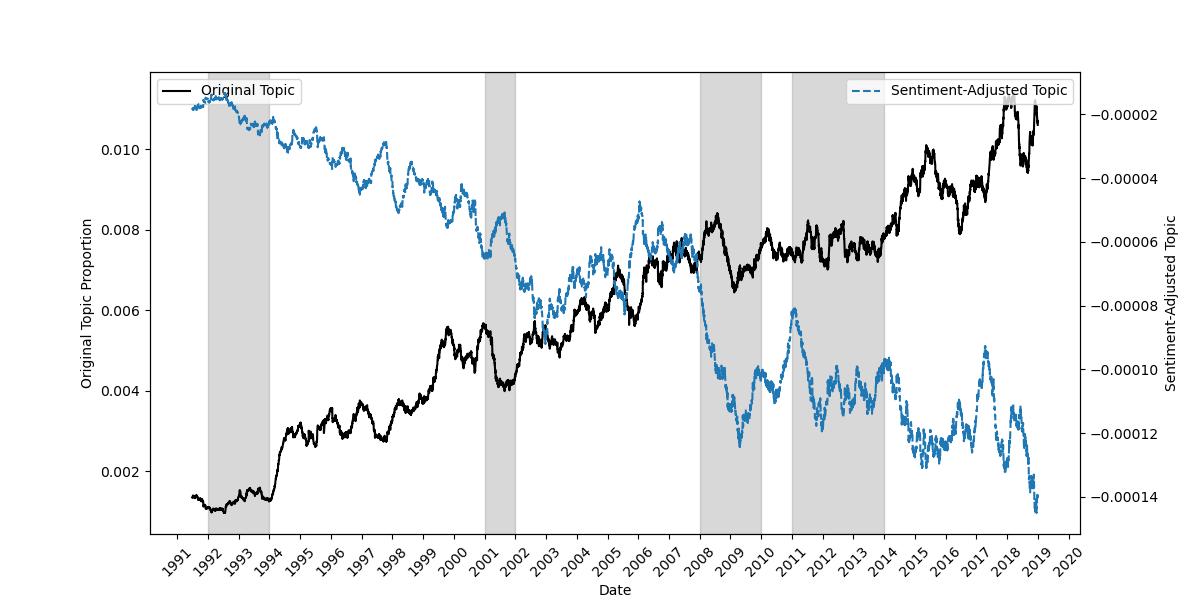 Original Topic
Sentiment-Adjusted Topic
Original Topic Proportion
0.010
0.008
0.006
0.004
0.002
−0.00002
−0.00004
−0.00006
−0.00008
−0.00010
−0.00012
−0.00014
Sentiment-Adjusted Topic
1991 1992 1993 1994 1995 1996 1997 1998 1999 2000 2001 2002 2003 2004 2005 2006 2007 2008 2009 2010 2011 2012 2013 2014 2015 2016 2017 2018 2019 2020
Date